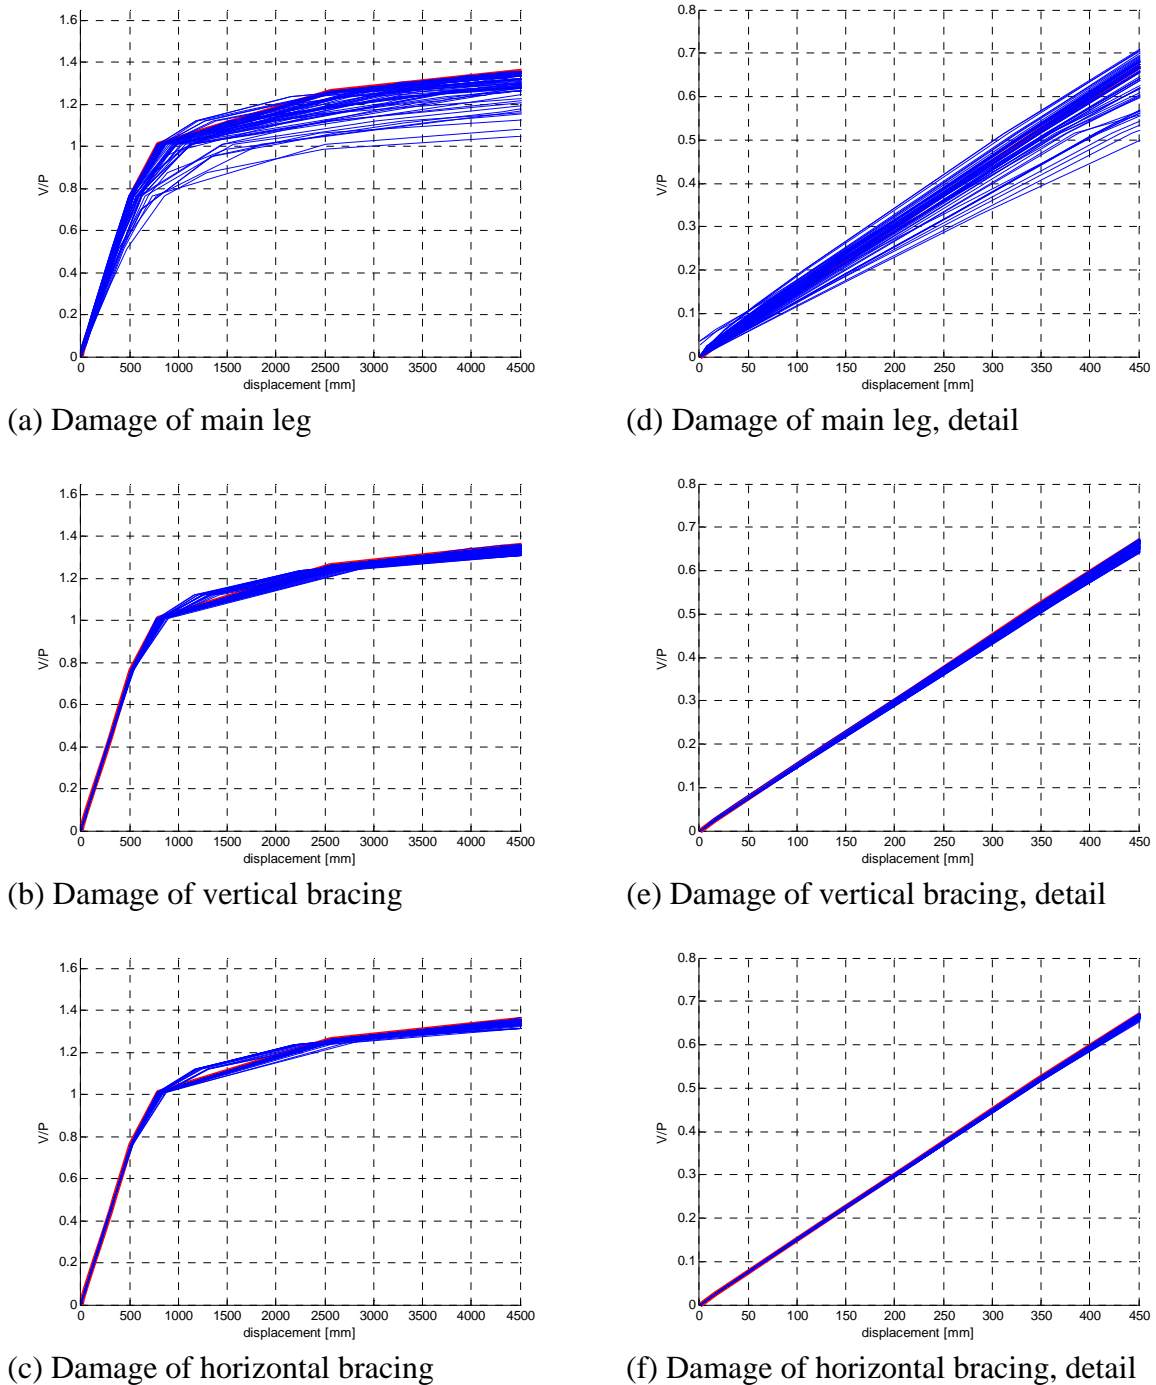 1.6
1.4
1.2
1
0.8
0.6
0.4
0.2
0
V/P
0 500 1000 1500 2000 2500 3000 3500 4000 4500
displacement [mm]
(a) Damage of main leg
0.8
0.7
0.6
0.5
0.4
0.3
0.2
0.1
0
V/P
0 50 100 150 200 250 300 350 400 450
displacement [mm]
(d) Damage of main leg, detail
1.6
1.4
1.2
1
0.8
0.6
0.4
0.2
0
V/P
0 500 1000 1500 2000 2500 3000 3500 4000 4500
displacement [mm]
(b) Damage of vertical bracing
0.8
0.7
0.6
0.5
0.4
0.3
0.2
0.1
0
V/P
0 50 100 150 200 250 300 350 400 450
displacement [mm]
(e) Damage of vertical bracing, detail
1.6
1.4
1.2
1
0.8
0.6
0.4
0.2
0
V/P
0 500 1000 1500 2000 2500 3000 3500 4000 4500
displacement [mm]
(c) Damage of horizontal bracing
0.8
0.7
0.6
0.5
0.4
0.3
0.2
0.1
0
V/P
0 50 100 150 200 250 300 350 400 450
displacement [mm]
(f) Damage of horizontal bracing, detail